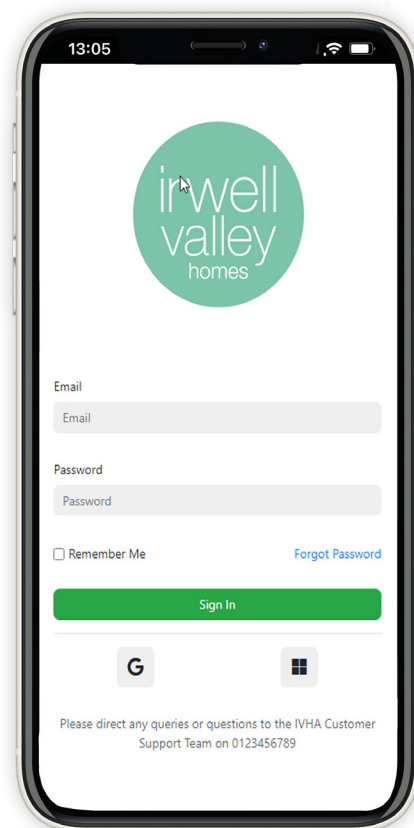 13:05
irwell
valley
homes
Email
Email
Password
Password
Remember Me Forgot Password
Sign In
G
Please direct any queries or questions to the IVHA Customer
Support Team on 0123456789